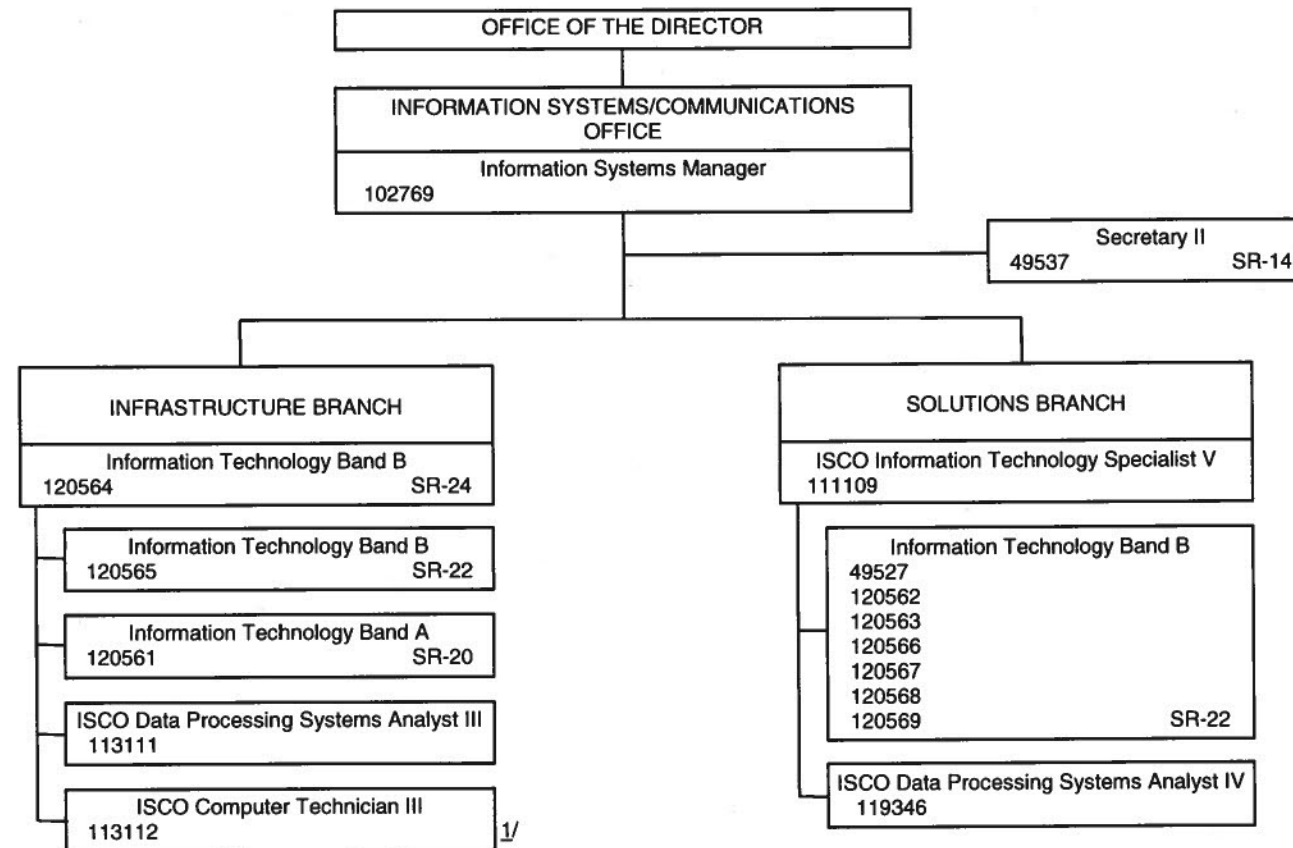 OFFICE OF THE DIRECTOR
INFORMATION SYSTEMS/COMMUNICATIONS
OFFICE
Information Systems Manager
102769
Secretary II
49537 SR-14
INFRASTRUCTURE BRANCH
Information Technology Band B
120564 SR-24
Information Technology Band B
120565 SR-22
Information Technology Band A
120561 SR-20
ISCO Data Processing Systems Analyst III
113111
ISCO Computer Technician III
113112 1/
SOLUTIONS BRANCH
ISCO Information Technology Specialist V
111109
Information Technology Band B
49527
120562
120563
120566
120567
120568
120569 SR-22
ISCO Data Processing Systems Analyst IV
119346